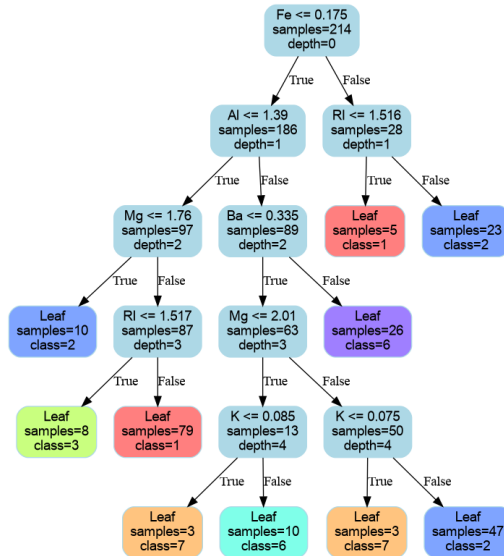 Fe <= 0.175
samples=214
depth=0
True
False
Al <= 1.39
samples=186
depth=1
RI <= 1.516
samples=28
depth=1
True
False
True
False
Mg <= 1.76
samples=97
depth=2
Ba <= 0.335
samples=89
depth=2
Leaf
samples=5
class=1
Leaf
samples=23
class=2
True
False
True
False
Leaf
samples=10
class=2
RI <= 1.517
samples=87
depth=3
Mg <= 2.01
samples=63
depth=3
Leaf
samples=26
class=6
True
False
True
False
Leaf
samples=8
class=3
Leaf
samples=79
class=1
K <= 0.085
samples=13
depth=4
K <= 0.075
samples=50
depth=4
True
False
True
False
Leaf
samples=3
class=7
Leaf
samples=10
class=6
Leaf
samples=3
class=7
Leaf
samples=47
class=2